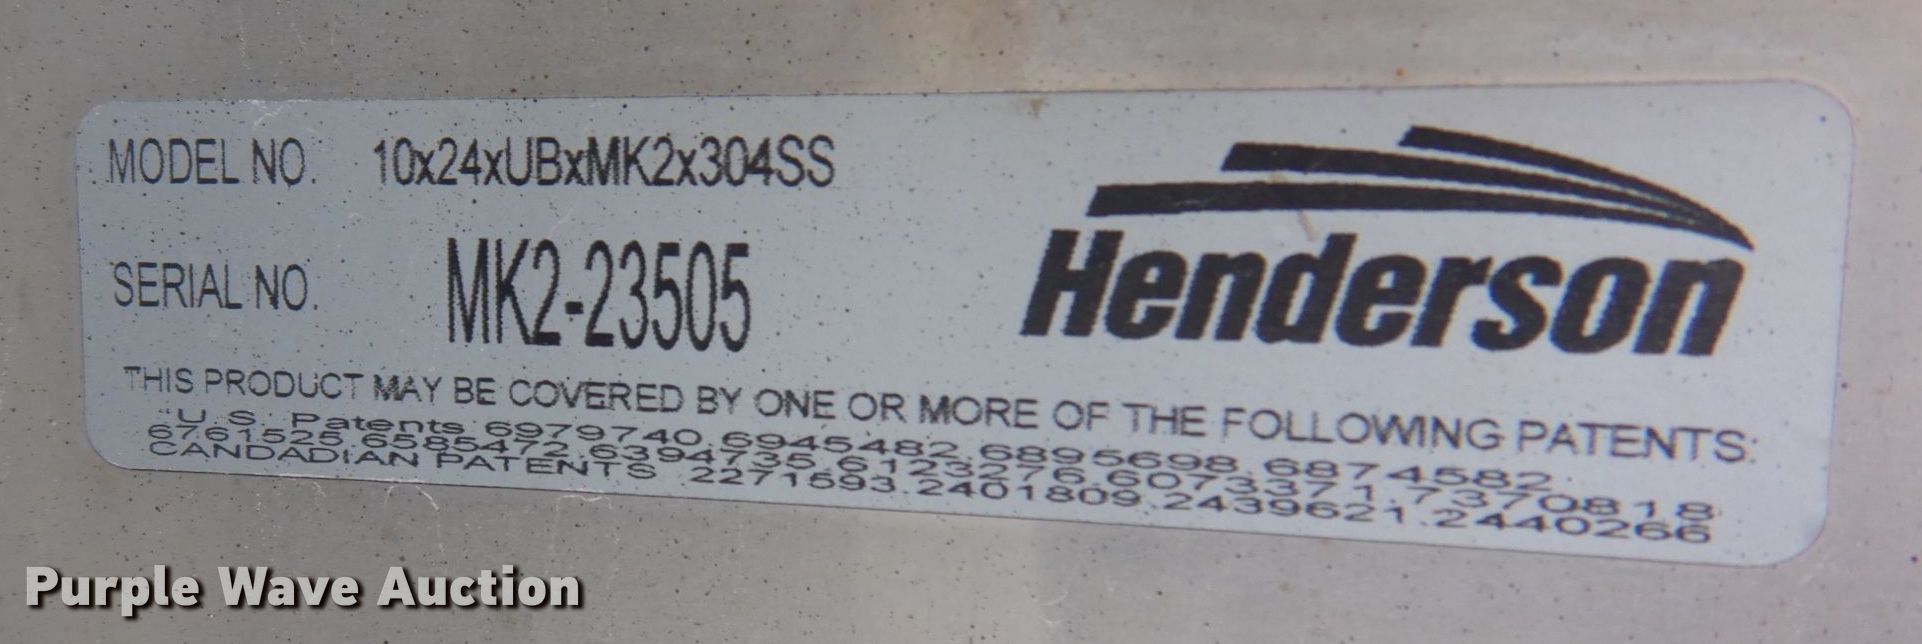 MODEL NO. 10x24xUBxMK2x304SS
SERIAL NO. MK2-23505
Henderson
THIS PRODUCT MAY BE COVERED BY ONE OR MORE OF THE FOLLOWING PATENTS:
U.S. Patents 6979740, 6945482, 6895698, 6874582,
6761525, 6585472, 6394735, 6123276, 6073371, 7370818
CANDADIAN PATENTS 2271593, 2401809, 2439621, 2440266
Purple Wave Auction